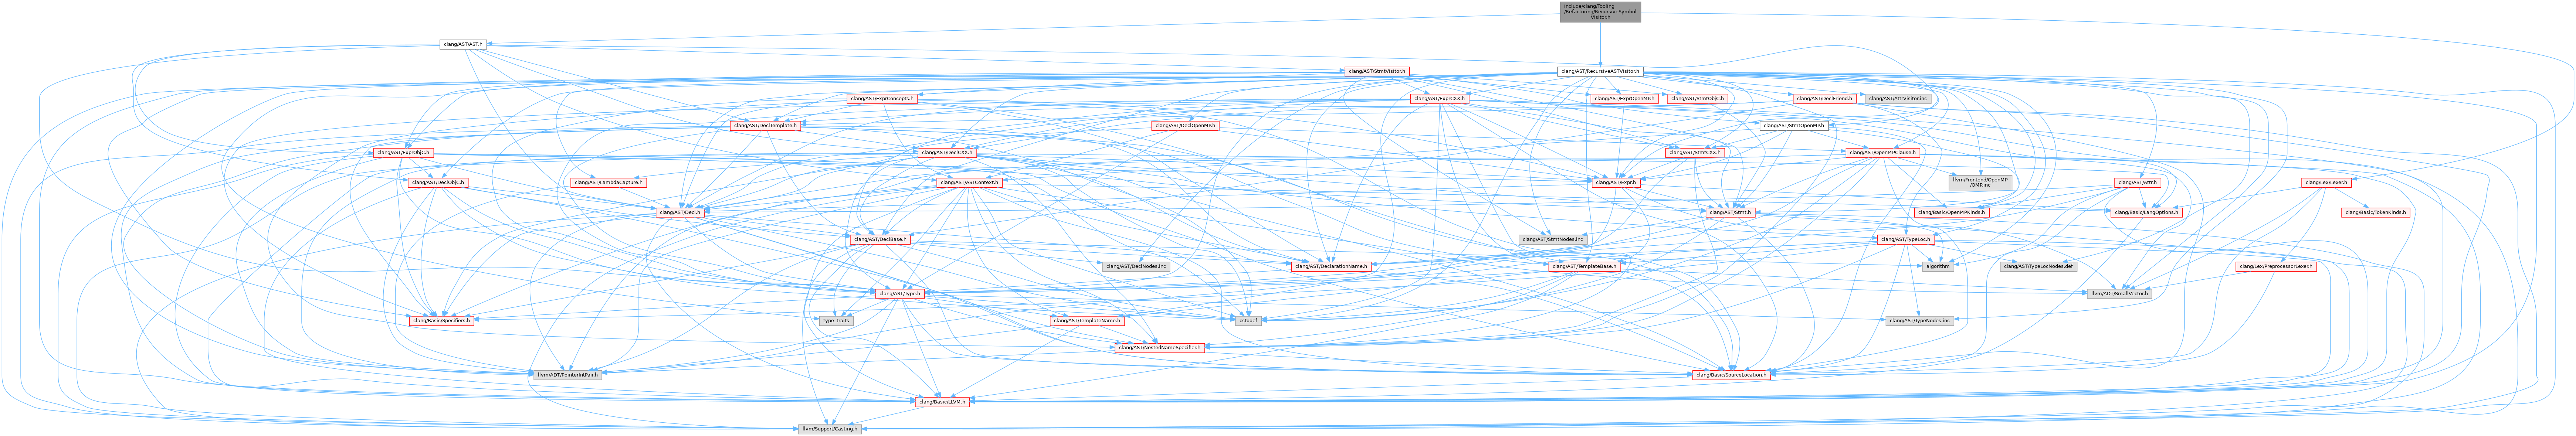 include/clang/Tooling
/Refactoring/RecursiveSymbol
Visitor.h
clang/AST/AST.h
clang/AST/StmtVisitor.h
clang/AST/RecursiveASTVisitor.h
clang/AST/ExprConcepts.h
clang/AST/ExprCXX.h
clang/AST/ExprOpenMP.h
clang/AST/StmtObjC.h
clang/AST/DeclFriend.h
clang/AST/AttrVisitor.inc
clang/AST/DeclTemplate.h
clang/AST/DeclOpenMP.h
clang/AST/StmtOpenMP.h
clang/AST/ExprObjC.h
clang/AST/DeclCXX.h
clang/AST/StmtCXX.h
clang/AST/OpenMPClause.h
clang/AST/DeclObjC.h
clang/AST/LambdaCapture.h
clang/AST/ASTContext.h
clang/AST/Expr.h
llvm/Frontend/OpenMP
/OMP.inc
clang/AST/Attr.h
clang/Lex/Lexer.h
clang/AST/Decl.h
clang/AST/Stmt.h
clang/Basic/OpenMPKinds.h
clang/Basic/LangOptions.h
clang/Basic/TokenKinds.h
clang/AST/DeclBase.h
clang/AST/StmtNodes.inc
clang/AST/TypeLoc.h
clang/AST/DeclNodes.inc
clang/AST/DeclarationName.h
clang/AST/TemplateBase.h
algorithm
clang/AST/TypeLocNodes.def
clang/Lex/PreprocessorLexer.h
clang/AST/Type.h
llvm/ADT/SmallVector.h
clang/Basic/Specifiers.h
type_traits
clang/AST/TemplateName.h
cstddef
clang/AST/TypeNodes.inc
clang/AST/NestedNameSpecifier.h
llvm/ADT/PointerIntPair.h
clang/Basic/SourceLocation.h
clang/Basic/LLVM.h
llvm/Support/Casting.h